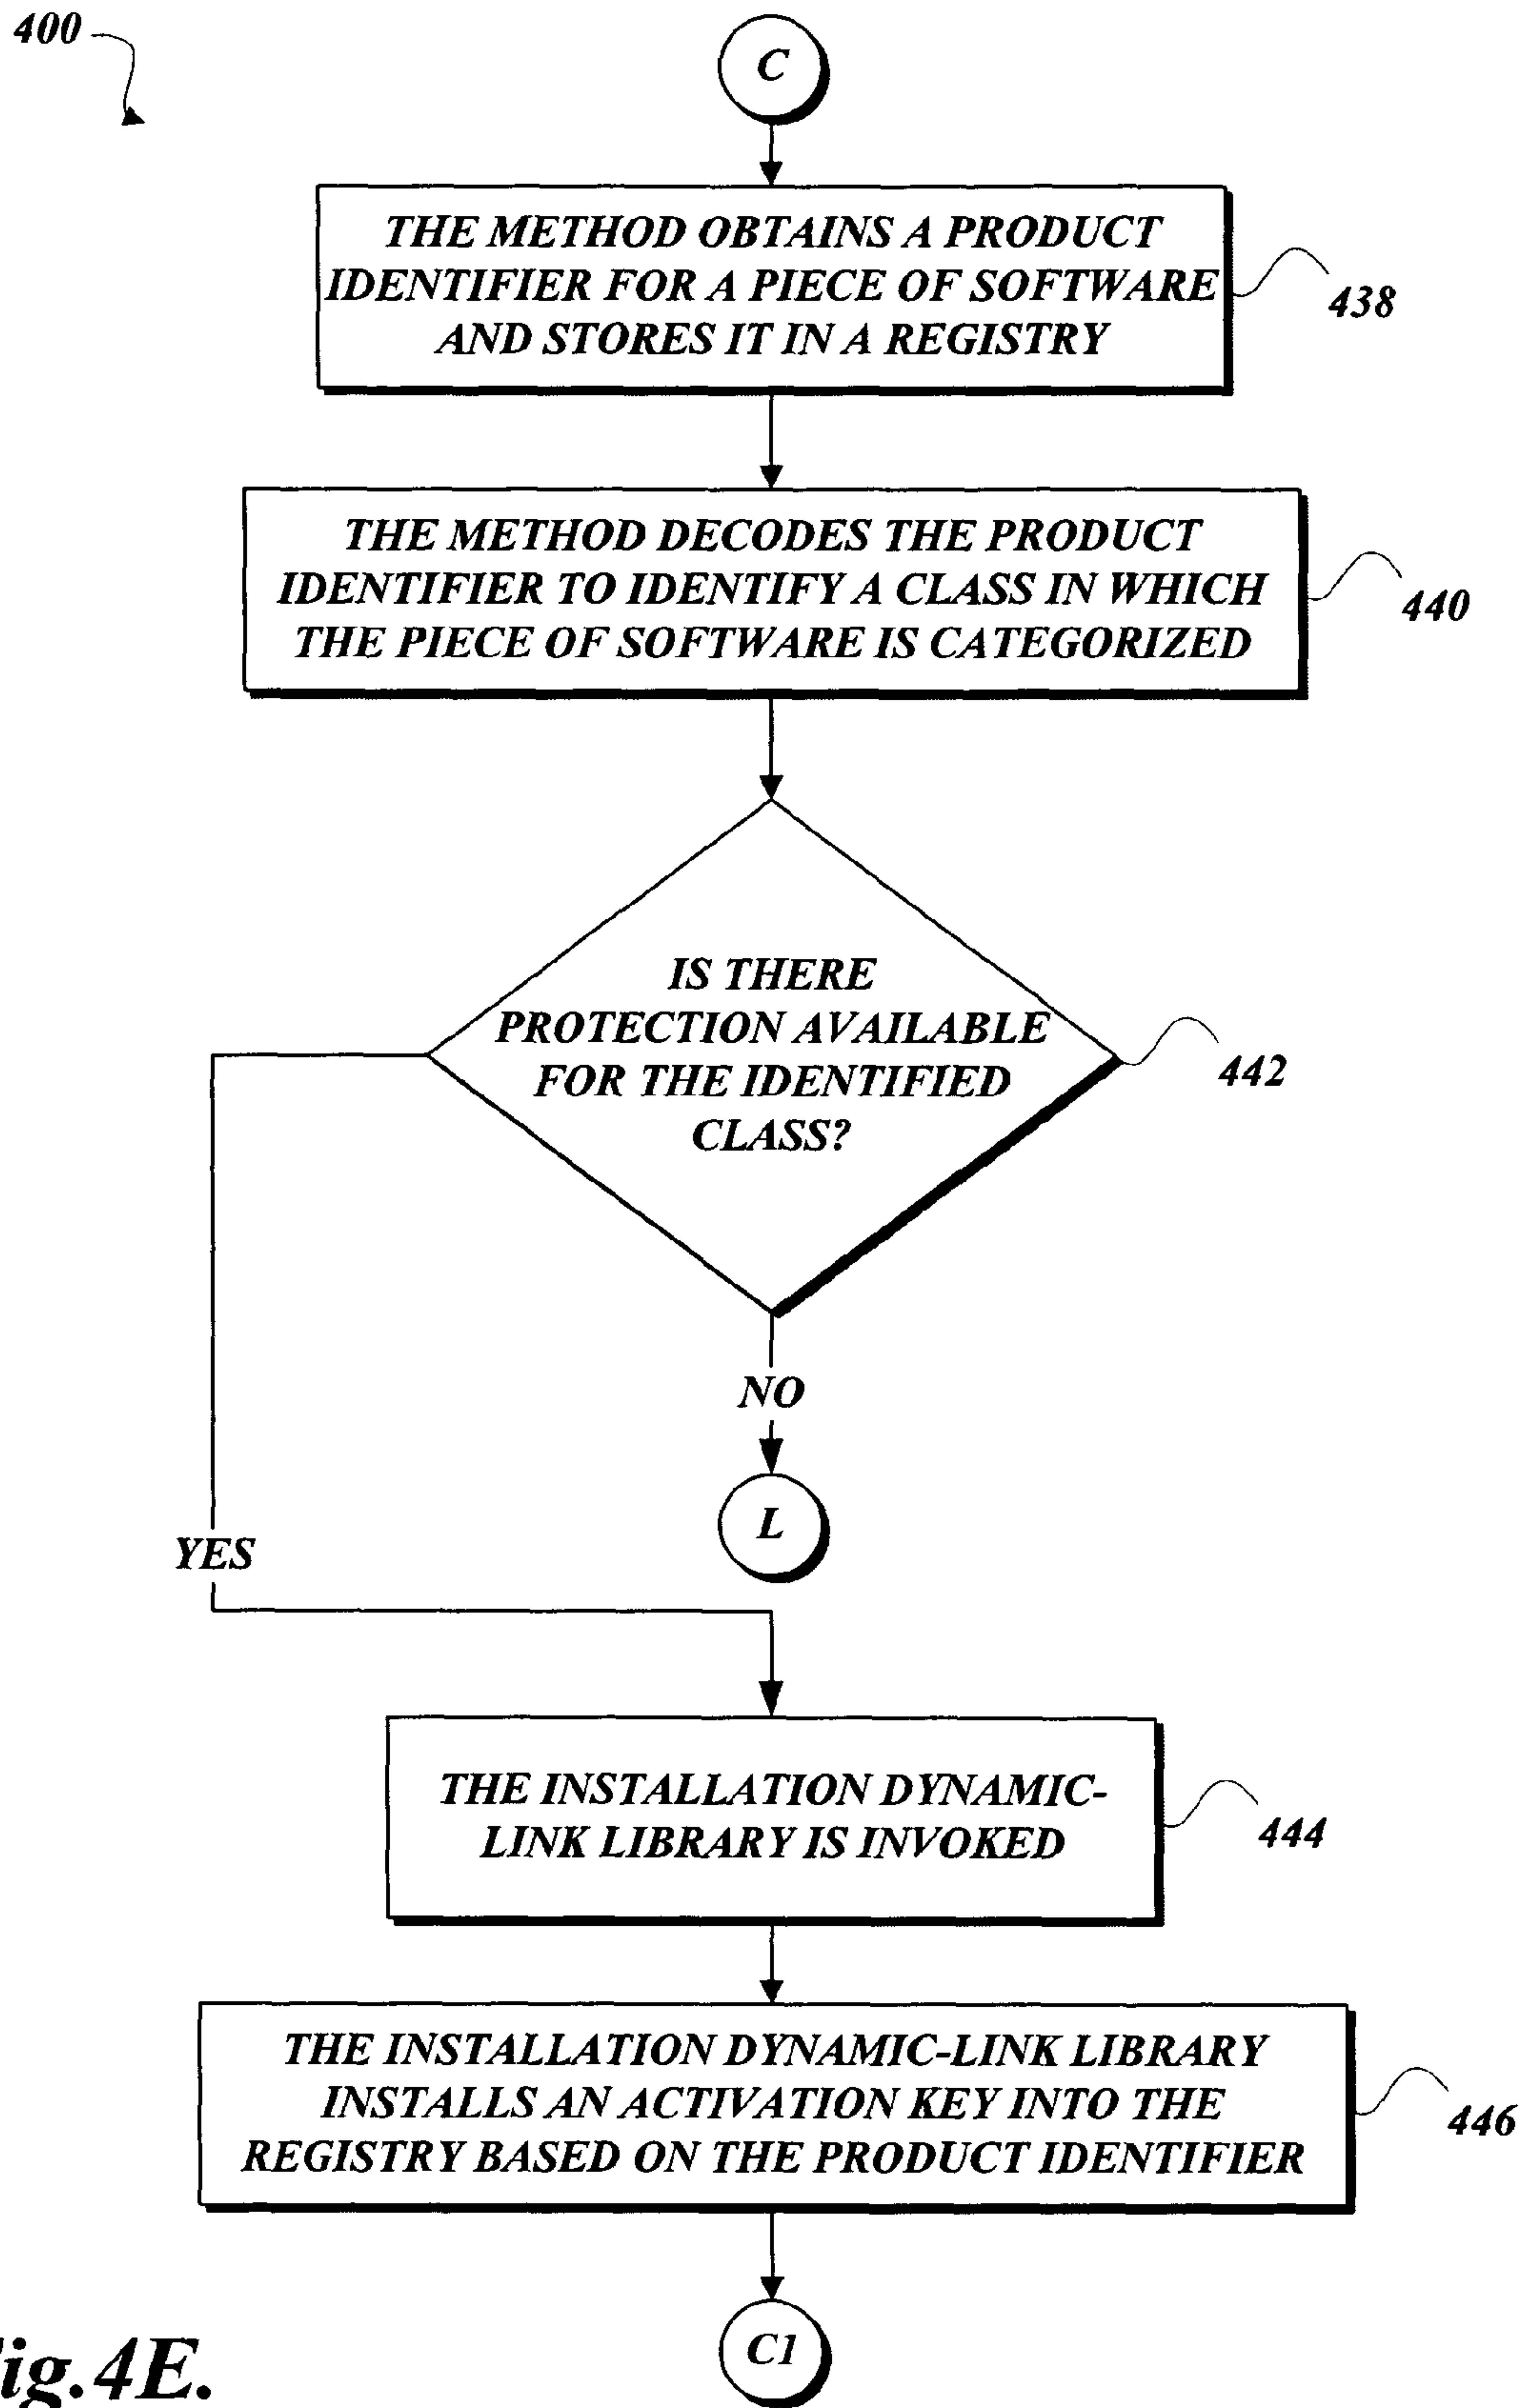 400
C
THE METHOD OBTAINS A PRODUCT
IDENTIFIER FOR A PIECE OF SOFTWARE
AND STORES IT IN A REGISTRY
438
THE METHOD DECODES THE PRODUCT
IDENTIFIER TO IDENTIFY A CLASS IN WHICH
THE PIECE OF SOFTWARE IS CATEGORIZED
440
IS THERE
PROTECTION AVAILABLE
FOR THE IDENTIFIED
CLASS?
442
NO
L
YES
THE INSTALLATION DYNAMIC-
LINK LIBRARY IS INVOKED
444
THE INSTALLATION DYNAMIC-LINK LIBRARY
INSTALLS AN ACTIVATION KEY INTO THE
REGISTRY BASED ON THE PRODUCT IDENTIFIER
446
C1
ig.4E.